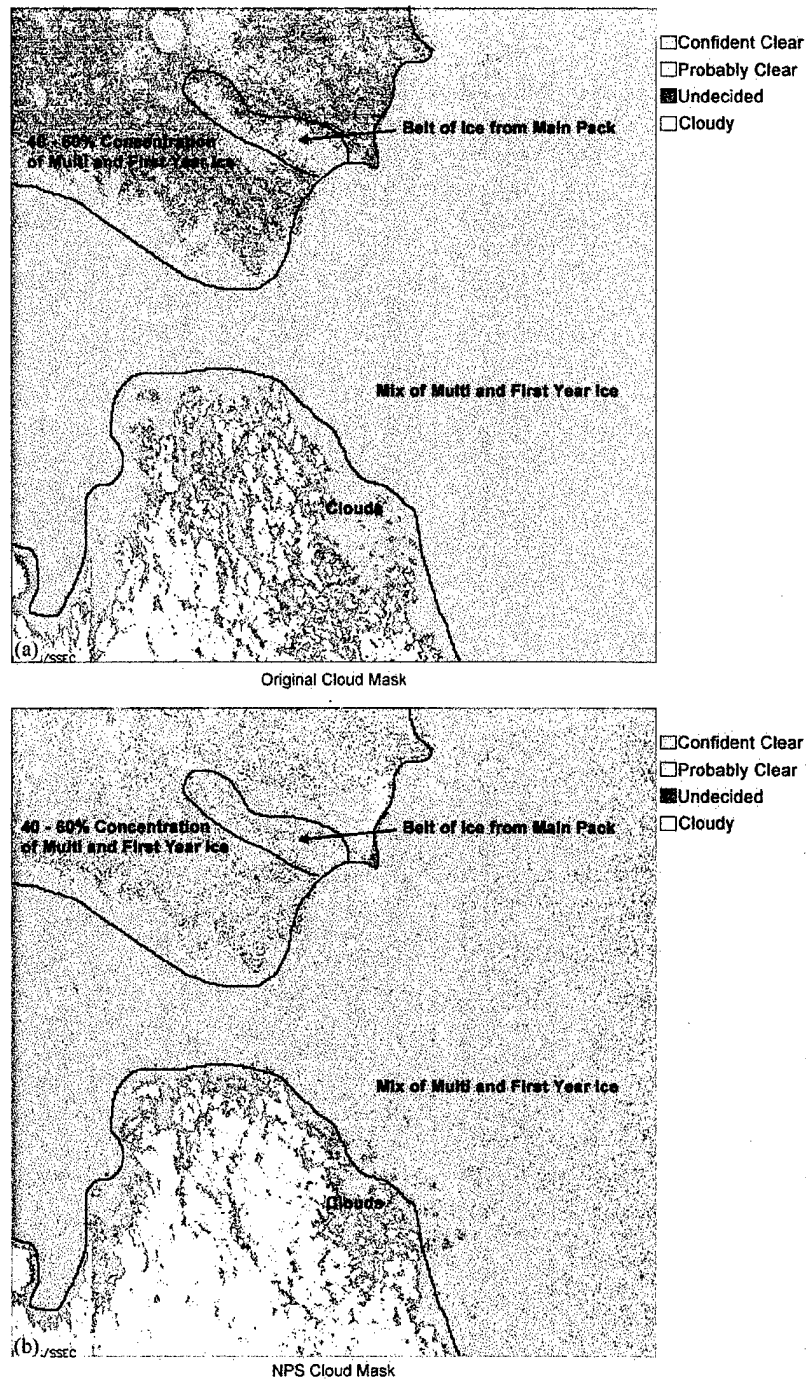 Confident Clear
Probably Clear
Undecided
Cloudy
Belt of Ice from Main Pack
40 - 60% Concentration
of Multi and First Year Ice
Mix of Multi and First Year Ice
Clouds
(a) /SSEC
Original Cloud Mask
Confident Clear
Probably Clear
Undecided
Cloudy
Belt of Ice from Main Pack
40 - 60% Concentration
of Multi and First Year Ice
Mix of Multi and First Year Ice
Clouds
(b) /SSEC
NPS Cloud Mask